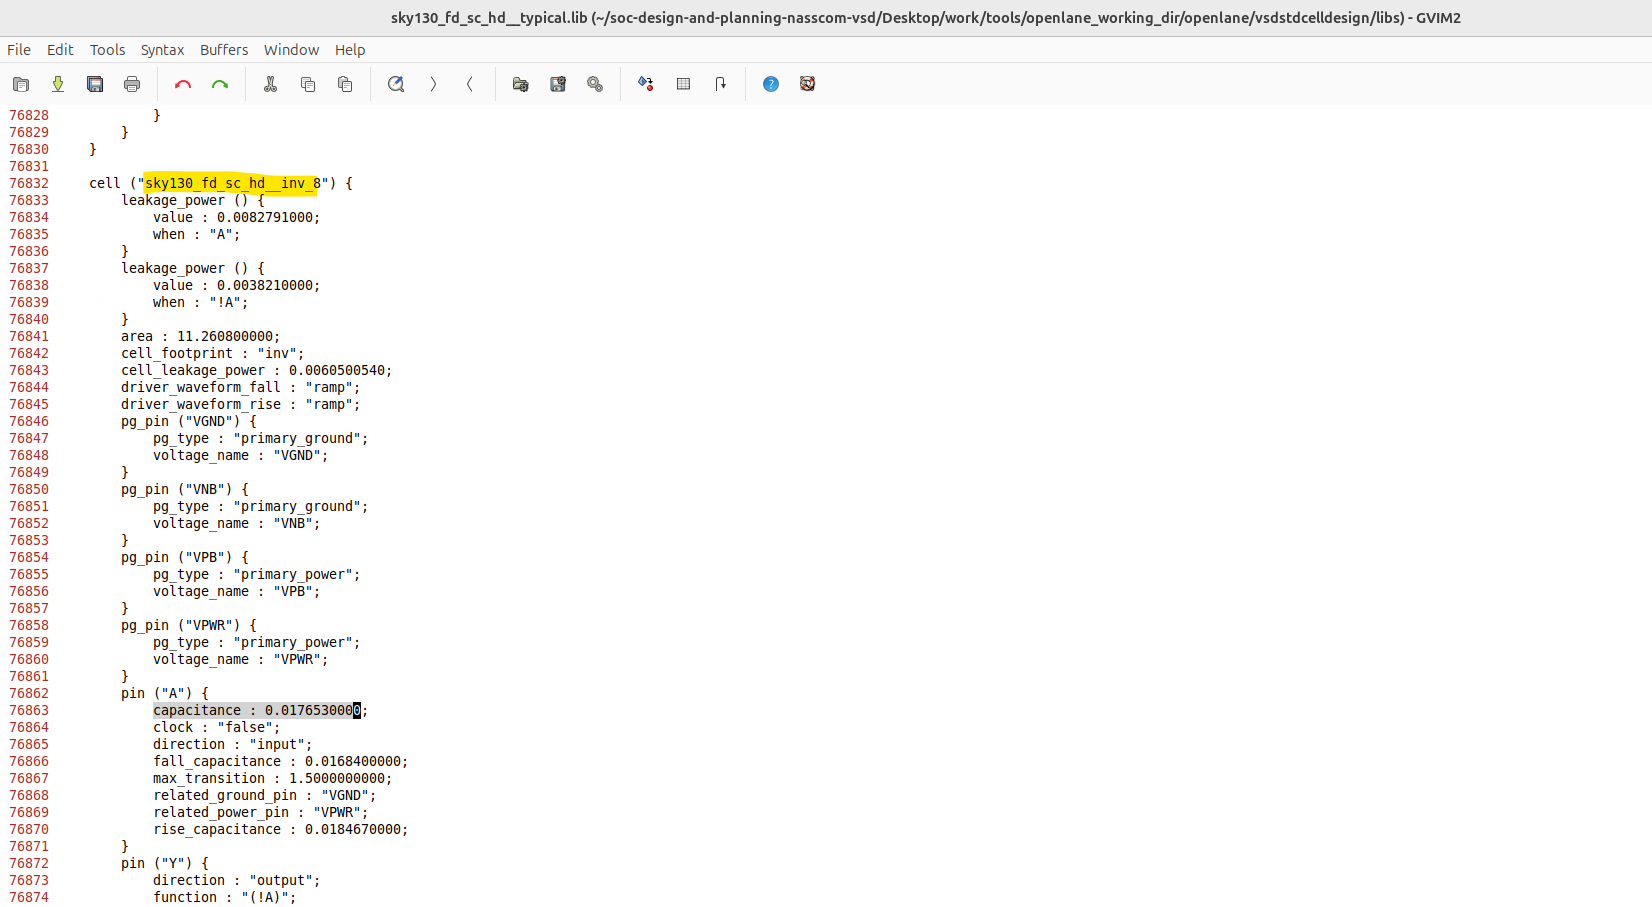 sky130_fd_sc_hd__typical.lib (~/soc-design-and-planning-nasscom-vsd/Desktop/work/tools/openlane_working_dir/openlane/vsdstdcelldesign/libs) - GVIM2
File Edit Tools Syntax Buffers Window Help
76828 }
76829 }
76830 }
76831
76832 cell ("sky130_fd_sc_hd__inv_8") {
76833 leakage_power () {
76834 value : 0.0082791000;
76835 when : "A";
76836 }
76837 leakage_power () {
76838 value : 0.0038210000;
76839 when : "!A";
76840 }
76841 area : 11.260800000;
76842 cell_footprint : "inv";
76843 cell_leakage_power : 0.0060500540;
76844 driver_waveform_fall : "ramp";
76845 driver_waveform_rise : "ramp";
76846 pg_pin ("VGND") {
76847 pg_type : "primary_ground";
76848 voltage_name : "VGND";
76849 }
76850 pg_pin ("VNB") {
76851 pg_type : "primary_ground";
76852 voltage_name : "VNB";
76853 }
76854 pg_pin ("VPB") {
76855 pg_type : "primary_power";
76856 voltage_name : "VPB";
76857 }
76858 pg_pin ("VPWR") {
76859 pg_type : "primary_power";
76860 voltage_name : "VPWR";
76861 }
76862 pin ("A") {
76863 capacitance : 0.0176530000;
76864 clock : "false";
76865 direction : "input";
76866 fall_capacitance : 0.0168400000;
76867 max_transition : 1.5000000000;
76868 related_ground_pin : "VGND";
76869 related_power_pin : "VPWR";
76870 rise_capacitance : 0.0184670000;
76871 }
76872 pin ("Y") {
76873 direction : "output";
76874 function : "(!A)";